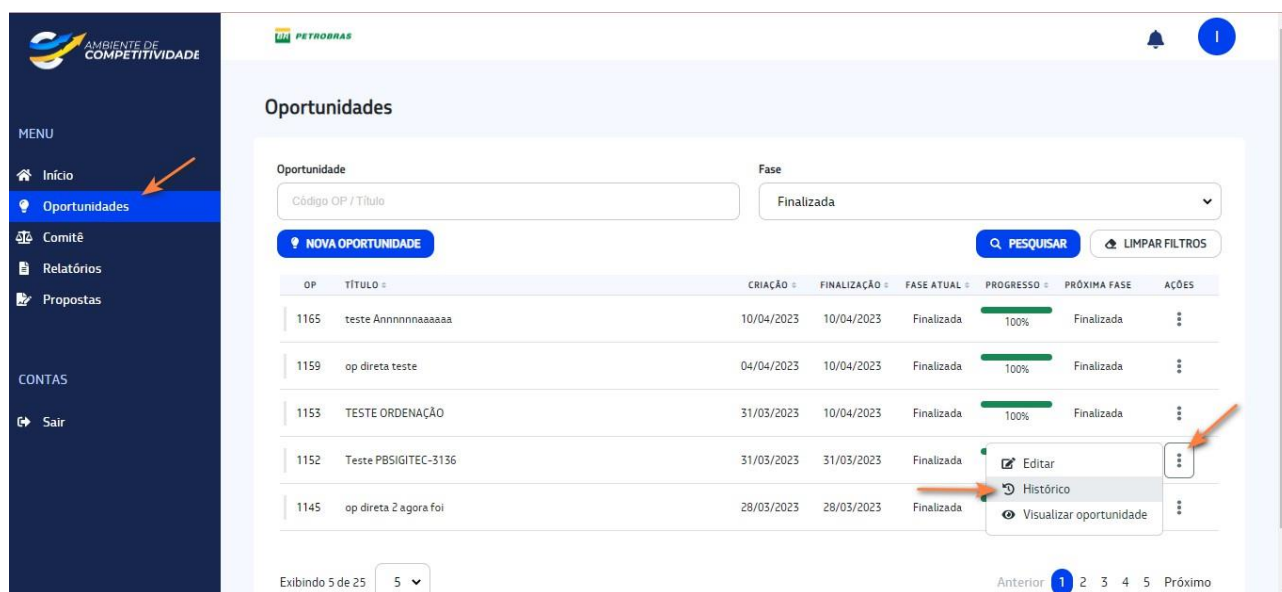 AMBIENTE DE
COMPETITIVIDADE
BR PETROBRAS
I
Oportunidades
MENU
Início
Oportunidades
Comitê
Relatórios
Propostas
CONTAS
Sair
Oportunidade
Fase
Código OP / Título
Finalizada
NOVA OPORTUNIDADE
PESQUISAR
LIMPAR FILTROS
OP TÍTULO CRIAÇÃO FINALIZAÇÃO FASE ATUAL PROGRESSO PRÓXIMA FASE AÇÕES
1165 teste Annnnnnaaaaaa 10/04/2023 10/04/2023 Finalizada 100% Finalizada
1159 op direta teste 04/04/2023 10/04/2023 Finalizada 100% Finalizada
1153 TESTE ORDENAÇÃO 31/03/2023 10/04/2023 Finalizada 100% Finalizada
1152 Teste PBSIGITEC-3136 31/03/2023 31/03/2023 Finalizada
Editar
Histórico
Visualizar oportunidade
1145 op direta 2 agora foi 28/03/2023 28/03/2023 Finalizada
Exibindo 5 de 25 5
Anterior 1 2 3 4 5 Próximo